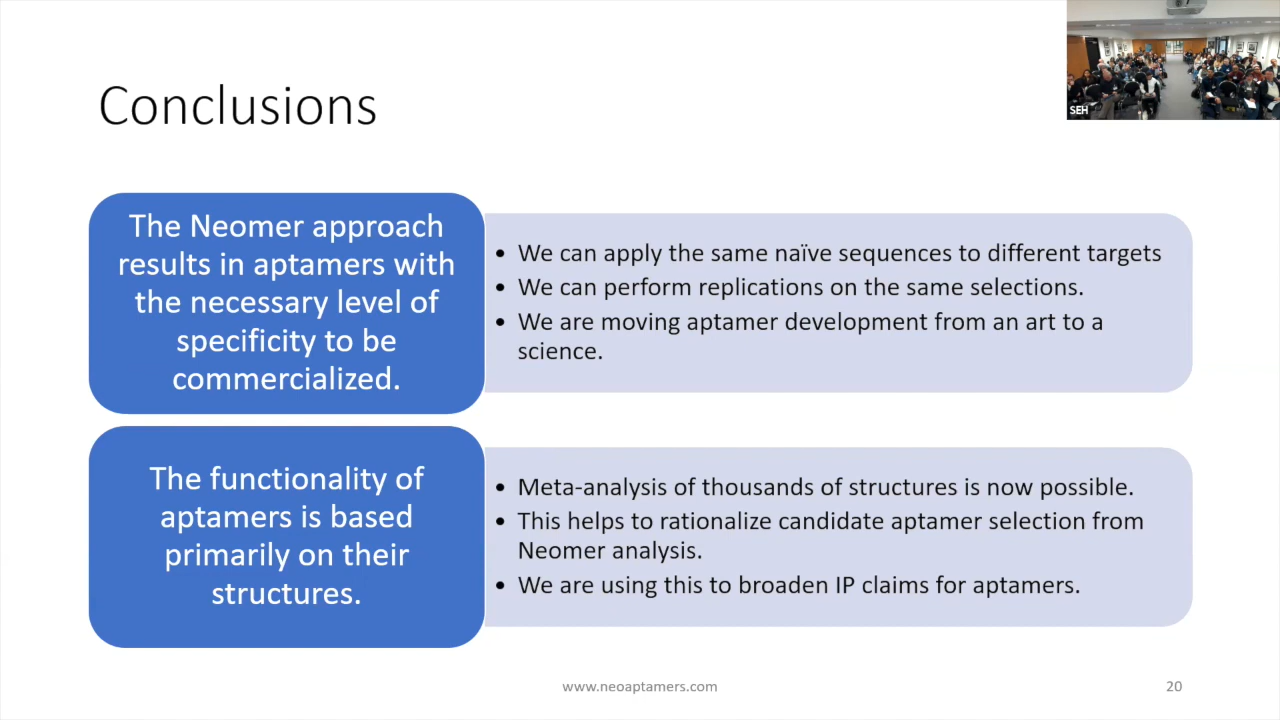 SEH
Conclusions
The Neomer approach
results in aptamers with
the necessary level of
specificity to be
commercialized.
• We can apply the same naïve sequences to different targets
• We can perform replications on the same selections.
• We are moving aptamer development from an art to a
science.
The functionality of
aptamers is based
primarily on their
structures.
• Meta-analysis of thousands of structures is now possible.
• This helps to rationalize candidate aptamer selection from
Neomer analysis.
• We are using this to broaden IP claims for aptamers.
www.neoaptamers.com
20